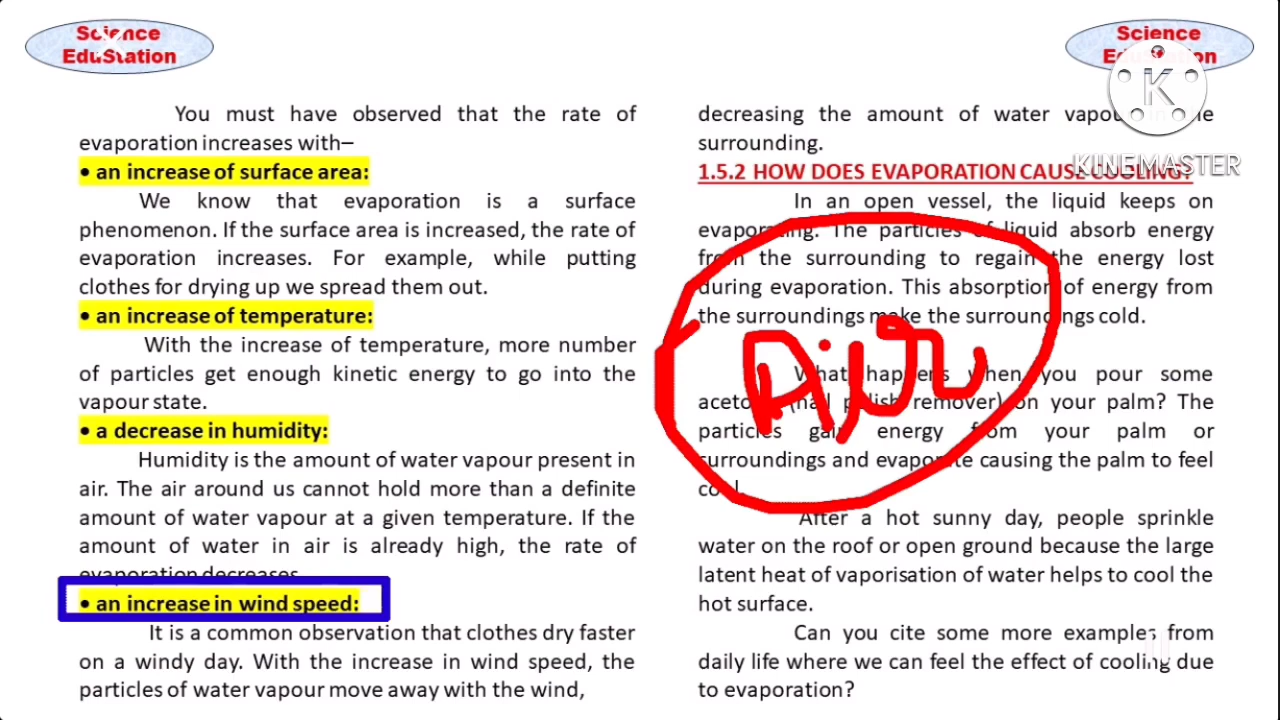 Science
EduStation
You must have observed that the rate of
evaporation increases with–
• an increase of surface area:
We know that evaporation is a surface
phenomenon. If the surface area is increased, the rate of
evaporation increases. For example, while putting
clothes for drying up we spread them out.
• an increase of temperature:
With the increase of temperature, more number
of particles get enough kinetic energy to go into the
vapour state.
• a decrease in humidity:
Humidity is the amount of water vapour present in
air. The air around us cannot hold more than a definite
amount of water vapour at a given temperature. If the
amount of water in air is already high, the rate of
evaporation decreases.
• an increase in wind speed:
It is a common observation that clothes dry faster
on a windy day. With the increase in wind speed, the
particles of water vapour move away with the wind,
Science
EduStation
K
KINEMASTER
decreasing the amount of water vapour in the
surrounding.
1.5.2 HOW DOES EVAPORATION CAUSE COOLING?
In an open vessel, the liquid keeps on
evaporating. The particles of liquid absorb energy
from the surrounding to regain the energy lost
during evaporation. This absorption of energy from
the surroundings make the surroundings cold.
Air
What happens when you pour some
acetone (nail polish remover) on your palm? The
particles gain energy from your palm or
surroundings and evaporate causing the palm to feel
cool.
After a hot sunny day, people sprinkle
water on the roof or open ground because the large
latent heat of vaporisation of water helps to cool the
hot surface.
Can you cite some more examples from
daily life where we can feel the effect of cooling due
to evaporation?